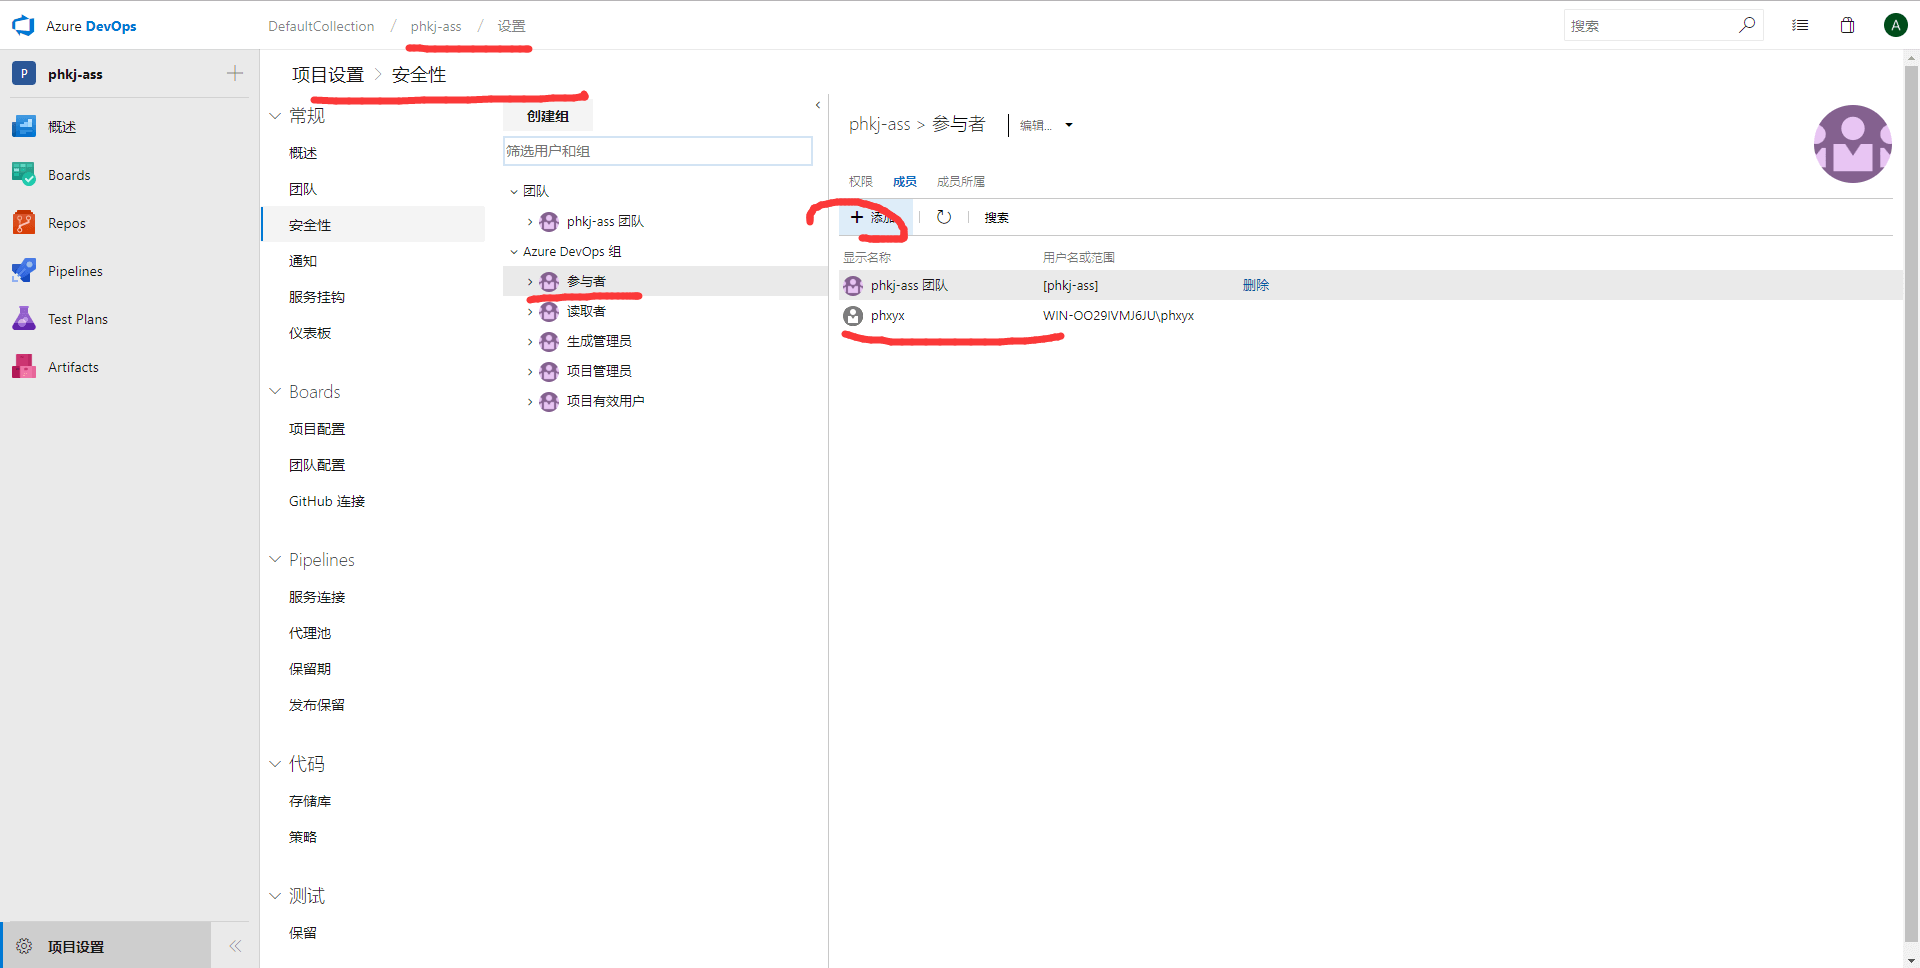 Azure DevOps
DefaultCollection / phkj-ass / 设置
搜索
A
P phkj-ass
概述
Boards
Repos
Pipelines
Test Plans
Artifacts
项目设置
项目设置 > 安全性
常规
概述
团队
安全性
通知
服务挂钩
仪表板
Boards
项目配置
团队配置
GitHub 连接
Pipelines
服务连接
代理池
保留期
发布保留
代码
存储库
策略
测试
保留
创建组
筛选用户和组
团队
phkj-ass 团队
Azure DevOps 组
参与者
读取者
生成管理员
项目管理员
项目有效用户
phkj-ass > 参与者
编辑...
权限 成员 成员所属
+ 添加 搜索
显示名称 用户名或范围
phkj-ass 团队 [phkj-ass] 删除
phxyx WIN-OO29IVMJ6JU\phxyx